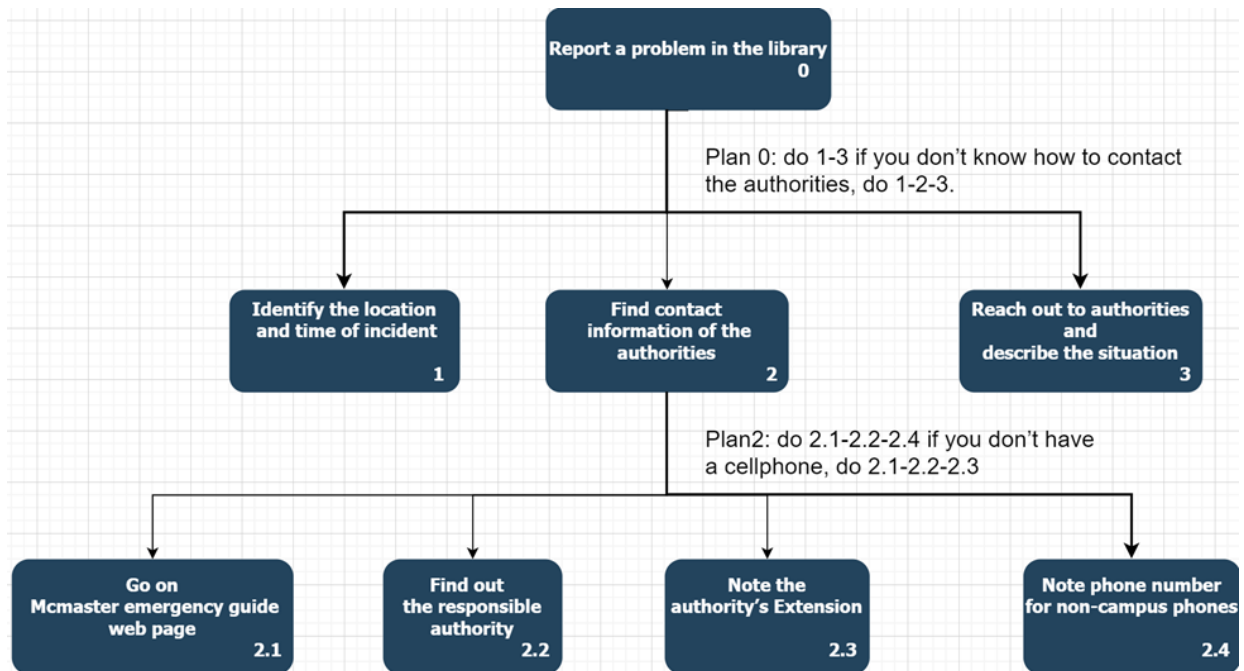 Report a problem in the library
0
Plan 0: do 1-3 if you don't know how to contact
the authorities, do 1-2-3.
Identify the location
and time of incident
1
Find contact
information of the
authorities
2
Reach out to authorities
and
describe the situation
3
Plan2: do 2.1-2.2-2.4 if you don't have
a cellphone, do 2.1-2.2-2.3
Go on
Mcmaster emergency guide
web page
2.1
Find out
the responsible
authority
2.2
Note the
authority's Extension
2.3
Note phone number
for non-campus phones
2.4